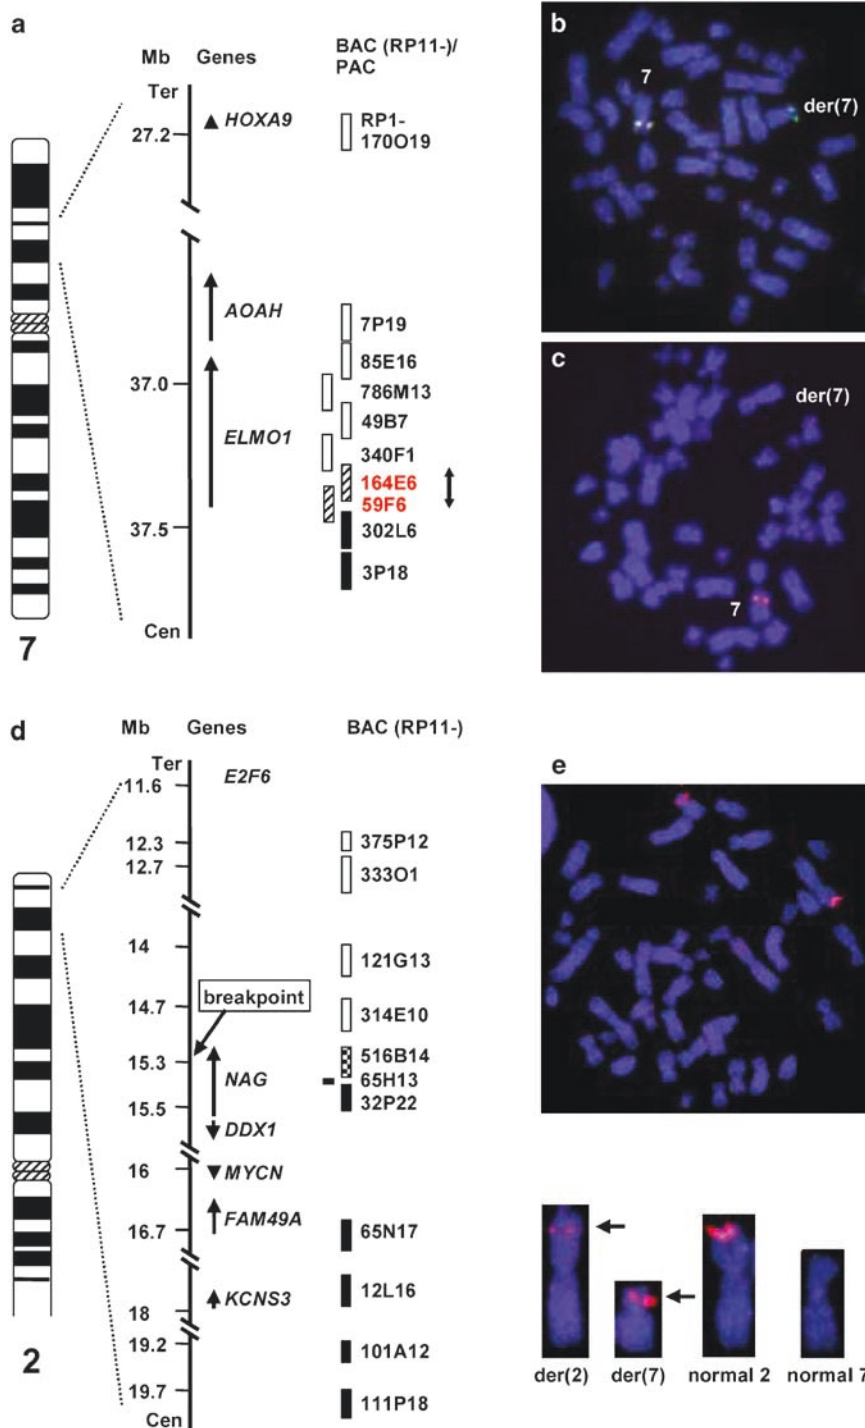 a
Mb
Genes
BAC (RP11-)/
PAC
Ter
HOXA9
27.2
RP1-
170O19
AOAH
7P19
85E16
37.0
786M13
49B7
ELMO1
340F1
164E6
59F6
37.5
302L6
3P18
Cen
7
b
7
der(7)
c
der(7)
7
d
Mb
Genes
BAC (RP11-)
Ter
E2F6
11.6
12.3
375P12
12.7
333O1
14
121G13
14.7
314E10
breakpoint
15.3
516B14
NAG
65H13
15.5
32P22
DDX1
16
MYCN
FAM49A
16.7
65N17
12L16
KCNS3
18
19.2
101A12
19.7
111P18
Cen
2
e
der(2)
der(7)
normal 2
normal 7